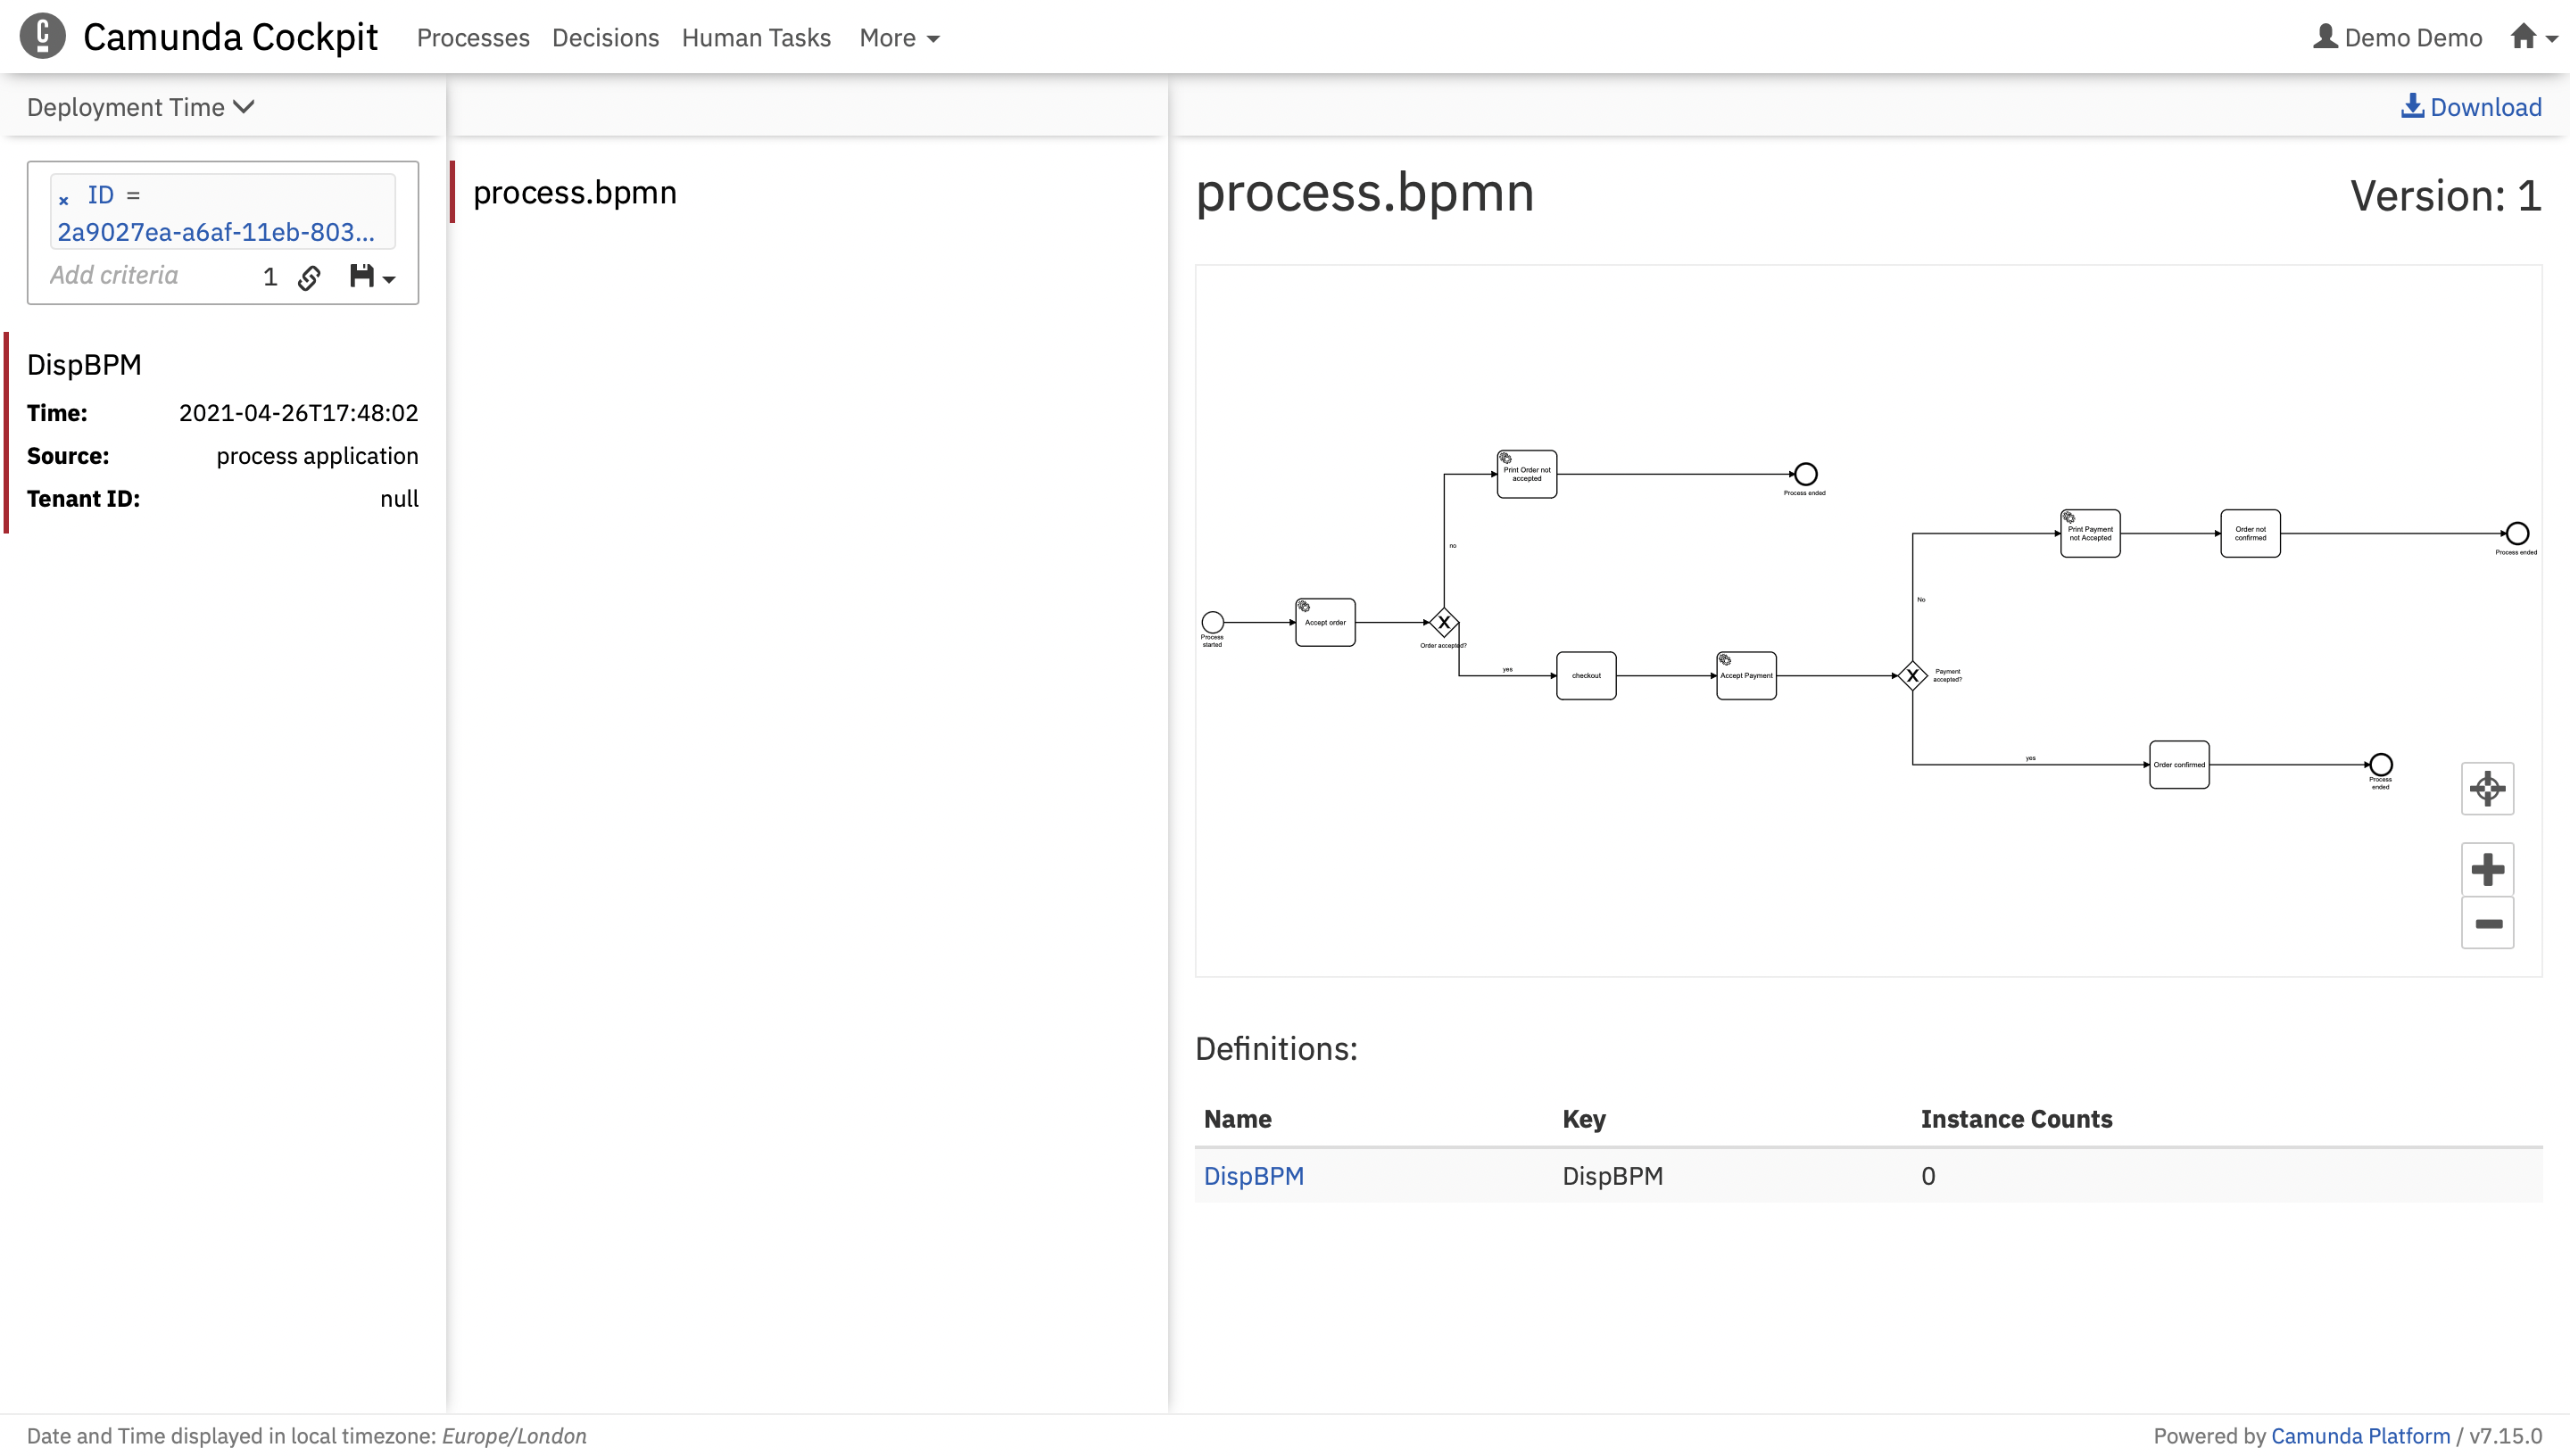 Camunda Cockpit Processes Decisions Human Tasks More Demo Demo
Deployment Time
Download
× ID =
2a9027ea-a6af-11eb-803...
Add criteria 1
DispBPM
Time: 2021-04-26T17:48:02
Source: process application
Tenant ID: null
process.bpmn
process.bpmn Version: 1
Print Order not
accepted
Process ended
Print Payment
not Accepted
Order not
confirmed
Process ended
no
No
Process
started
Accept order
Order accepted?
yes
checkout
Accept Payment
Payment
accepted?
yes
Order confirmed
Process
ended
Definitions:
Name Key Instance Counts
DispBPM DispBPM 0
Date and Time displayed in local timezone: Europe/London
Powered by Camunda Platform / v7.15.0